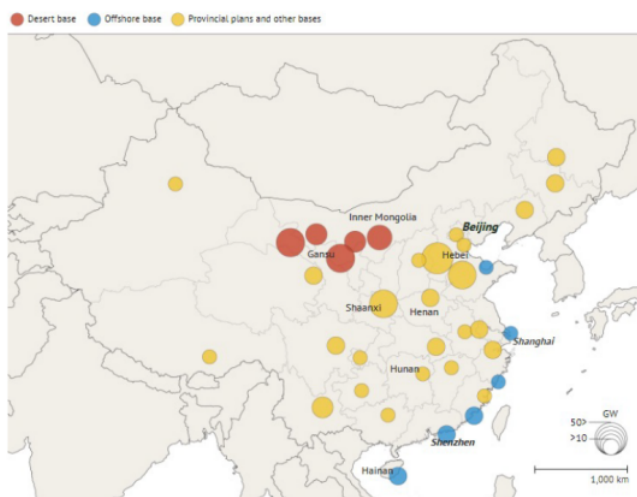 Desert base Offshore base Provincial plans and other bases
Inner Mongolia
Beijing
Gansu
Hebei
Shaanxi
Henan
Shanghai
Hunan
GW
50>
>10
Shenzhen
Hainan
1,000 km